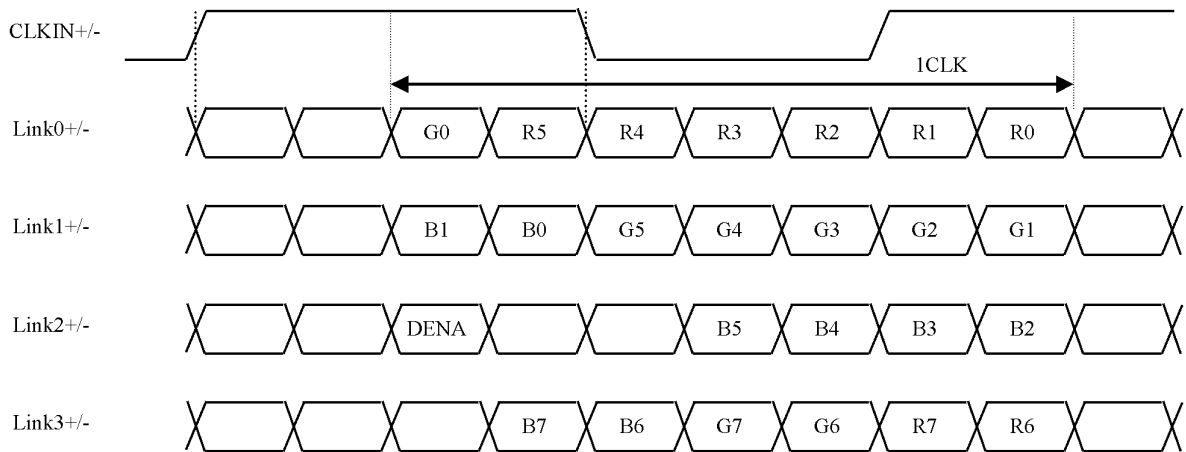 CLKIN+/-
1CLK
Link0+/- G0 R5 R4 R3 R2 R1 R0
Link1+/- B1 B0 G5 G4 G3 G2 G1
Link2+/- DENA B5 B4 B3 B2
Link3+/- B7 B6 G7 G6 R7 R6